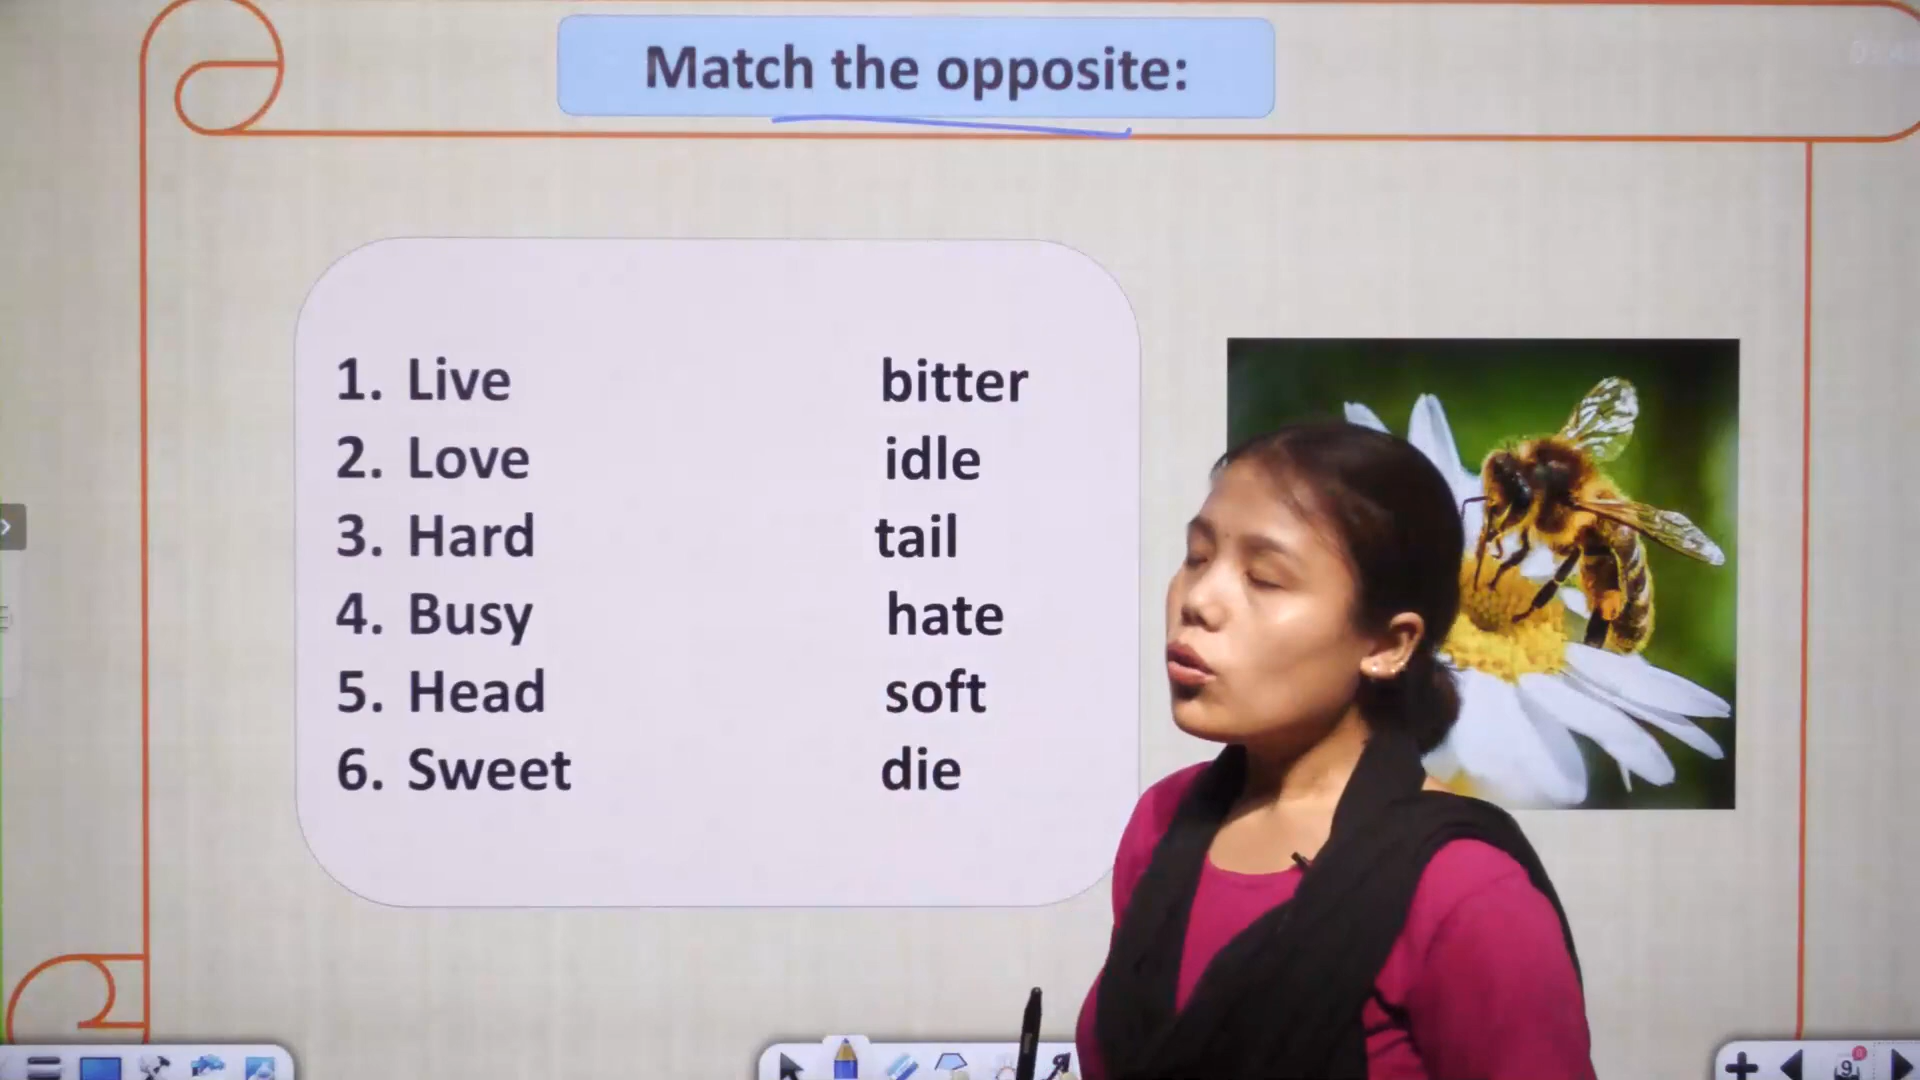 Match the opposite:
1. Live bitter
2. Love idle
3. Hard tail
4. Busy hate
5. Head soft
6. Sweet die
9